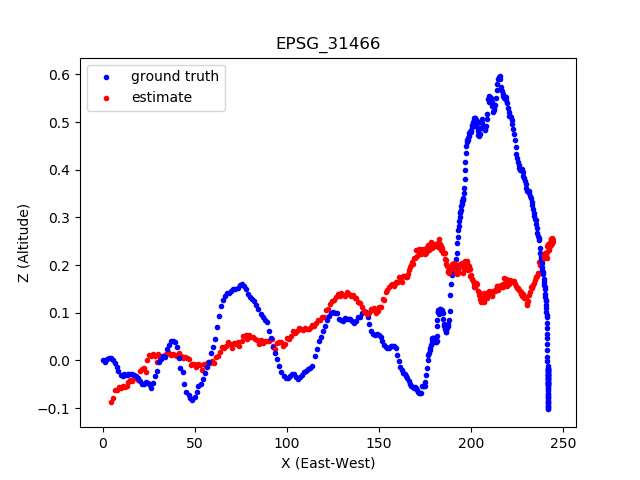 EPSG_31466
ground truth
estimate
0.6
0.5
0.4
0.3
0.2
0.1
0.0
−0.1
Z (Altitude)
0 50 100 150 200 250
X (East-West)